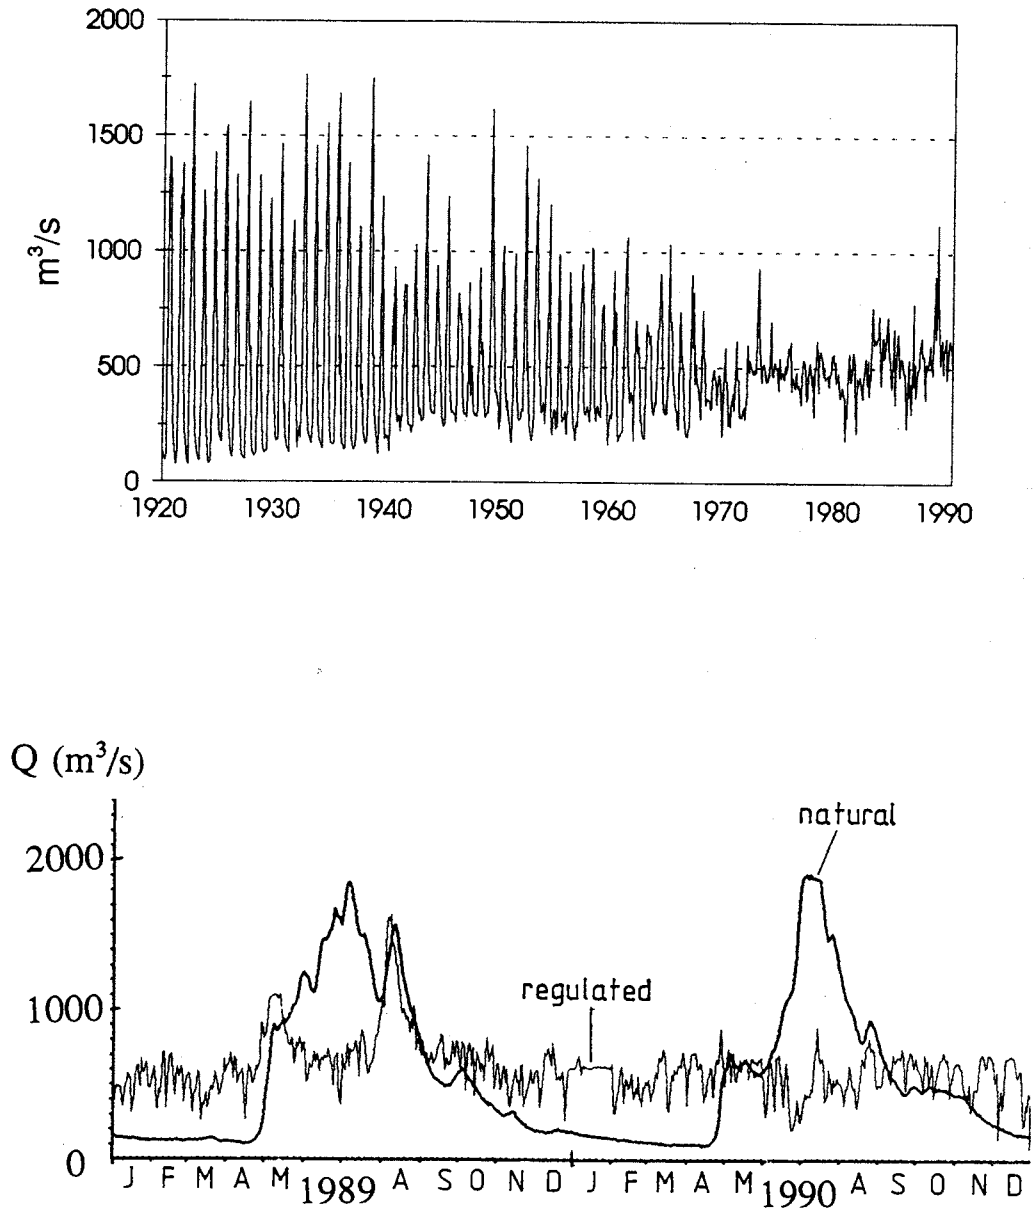 2000
1500
1000
500
0
m³/s
1920 1930 1940 1950 1960 1970 1980 1990
Q (m³/s)
natural
2000
regulated
1000
0
J F M A M 1989 A S O N D J F M A M 1990 A S O N D